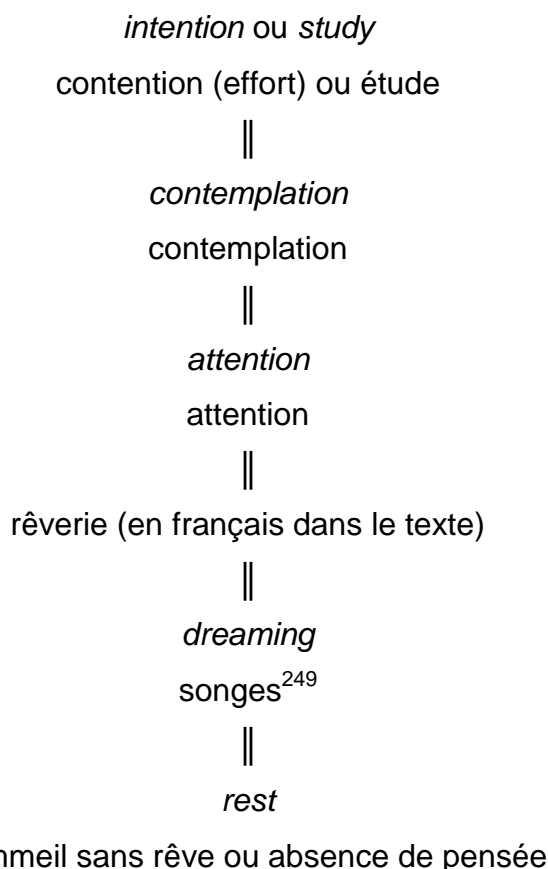 intention ou study
contention (effort) ou étude
‖
contemplation
contemplation
‖
attention
attention
‖
rêverie (en français dans le texte)
‖
dreaming
songes249
‖
rest
sans rêve ou absence de pensée